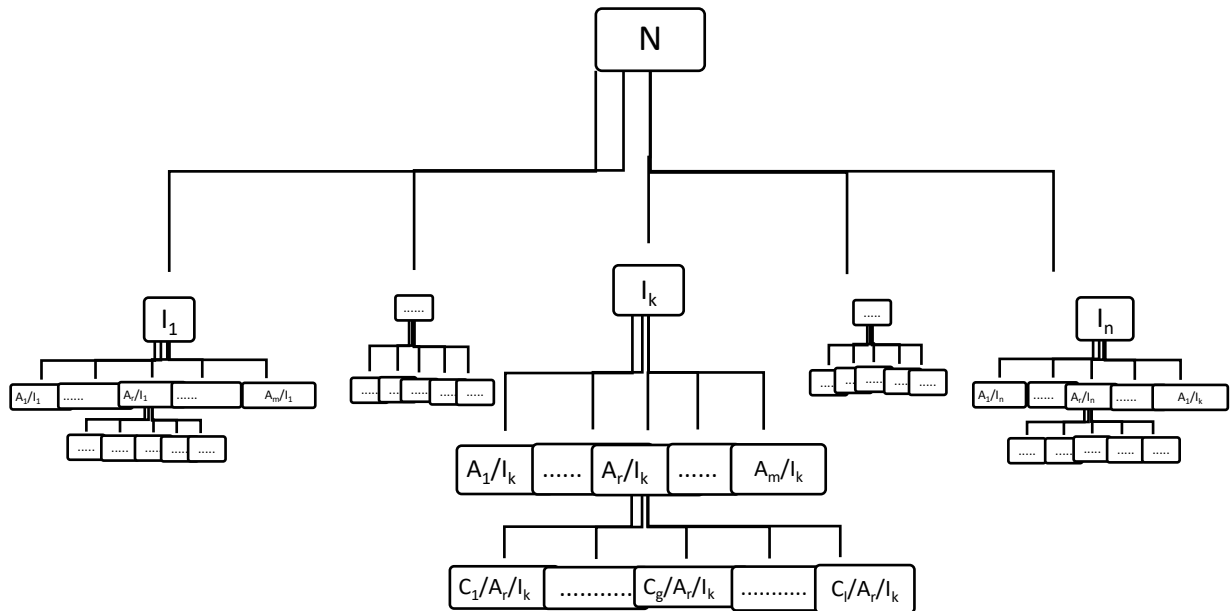 N
I₁
......
Iₖ
.....
Iₙ
A₁/I₁ ...... Aᵣ/I₁ ...... Aₘ/I₁
..... ..... ..... ..... .....
..... ..... ..... ..... .....
A₁/Iₖ ...... Aᵣ/Iₖ ...... Aₘ/Iₖ
..... ..... ..... ..... .....
A₁/Iₙ ...... Aᵣ/Iₙ ...... A₁/Iₖ
..... ..... ..... ..... .....
C₁/Aᵣ/Iₖ ............ C_g/Aᵣ/Iₖ ........... Cₗ/Aᵣ/Iₖ